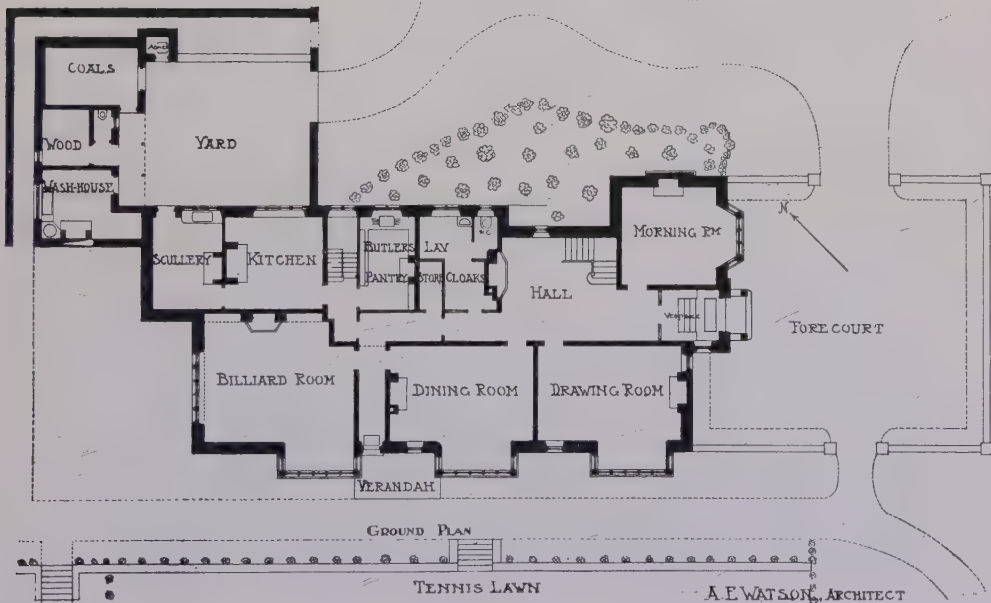 COALS
ASHES
WOOD
YARD
WASH-HOUSE
SCULLERY
KITCHEN
BUTLERS
PANTRY
LAV
STORE
CLOAKS
W C
HALL
MORNING RM
N
VESTIBULE
FORECOURT
BILLIARD ROOM
DINING ROOM
DRAWING ROOM
VERANDAH
GROUND PLAN
TENNIS LAWN
A.E. WATSON, ARCHITECT